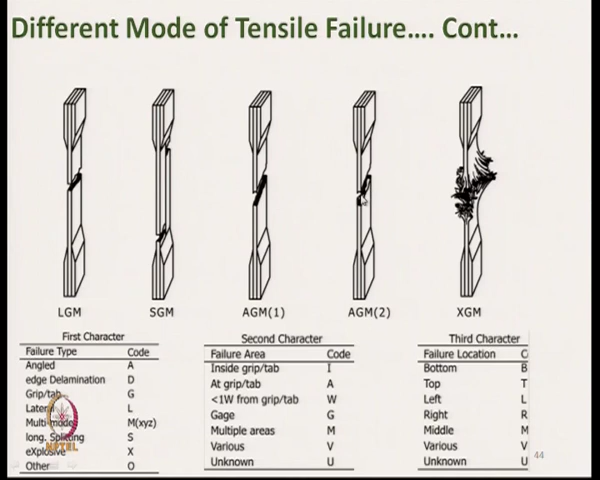 Different Mode of Tensile Failure.... Cont...
LGM SGM AGM(1) AGM(2) XGM
First Character
Failure Type Code
Angled A
edge Delamination D
Grip/tab G
Lateral L
Multi-mode M(xyz)
long. Splitting S
eXplosive X
Other O
Second Character
Failure Area Code
Inside grip/tab I
At grip/tab A
<1W from grip/tab W
Gage G
Multiple areas M
Various V
Unknown U
Third Character
Failure Location C
Bottom B
Top T
Left L
Right R
Middle M
Various V
Unknown U
NPTEL
44